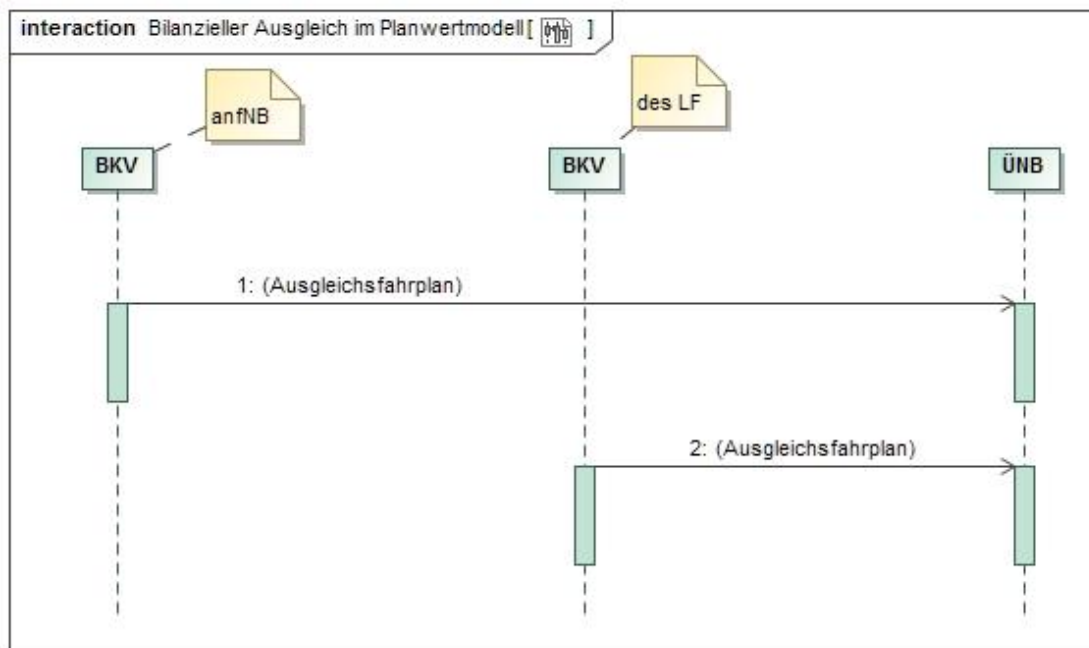 interaction Bilanzieller Ausgleich im Planwertmodell[ ]
anfNB
des LF
BKV
BKV
ÜNB
1: (Ausgleichsfahrplan)
2: (Ausgleichsfahrplan)